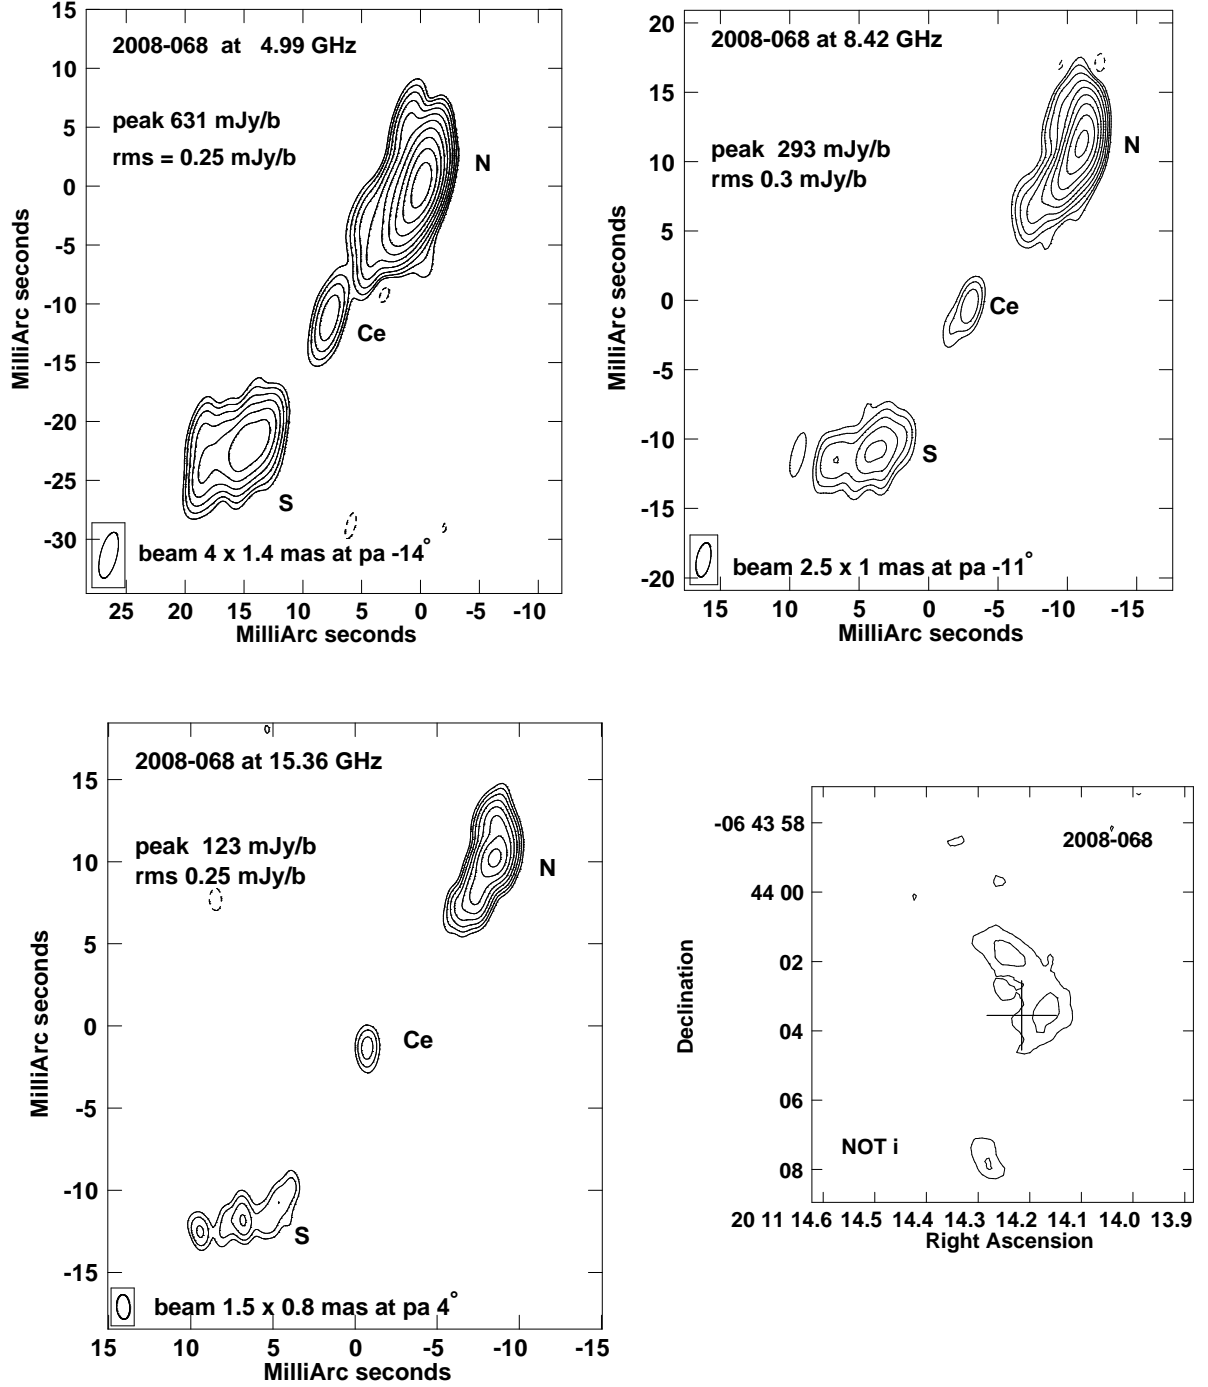 2008-068 at 4.99 GHz
peak 631 mJy/b
rms = 0.25 mJy/b
N
Ce
S
beam 4 x 1.4 mas at pa -14°
MilliArc seconds
15
10
5
0
-5
-10
-15
-20
-25
-30
25 20 15 10 5 0 -5 -10
MilliArc seconds
2008-068 at 8.42 GHz
peak 293 mJy/b
rms 0.3 mJy/b
N
Ce
S
beam 2.5 x 1 mas at pa -11°
MilliArc seconds
20
15
10
5
0
-5
-10
-15
-20
15 10 5 0 -5 -10 -15
MilliArc seconds
2008-068 at 15.36 GHz
peak 123 mJy/b
rms 0.25 mJy/b
N
Ce
S
beam 1.5 x 0.8 mas at pa 4°
MilliArc seconds
15
10
5
0
-5
-10
-15
15 10 5 0 -5 -10 -15
MilliArc seconds
2008-068
NOT i
Declination
-06 43 58
44 00
02
04
06
08
20 11 14.6 14.5 14.4 14.3 14.2 14.1 14.0 13.9
Right Ascension